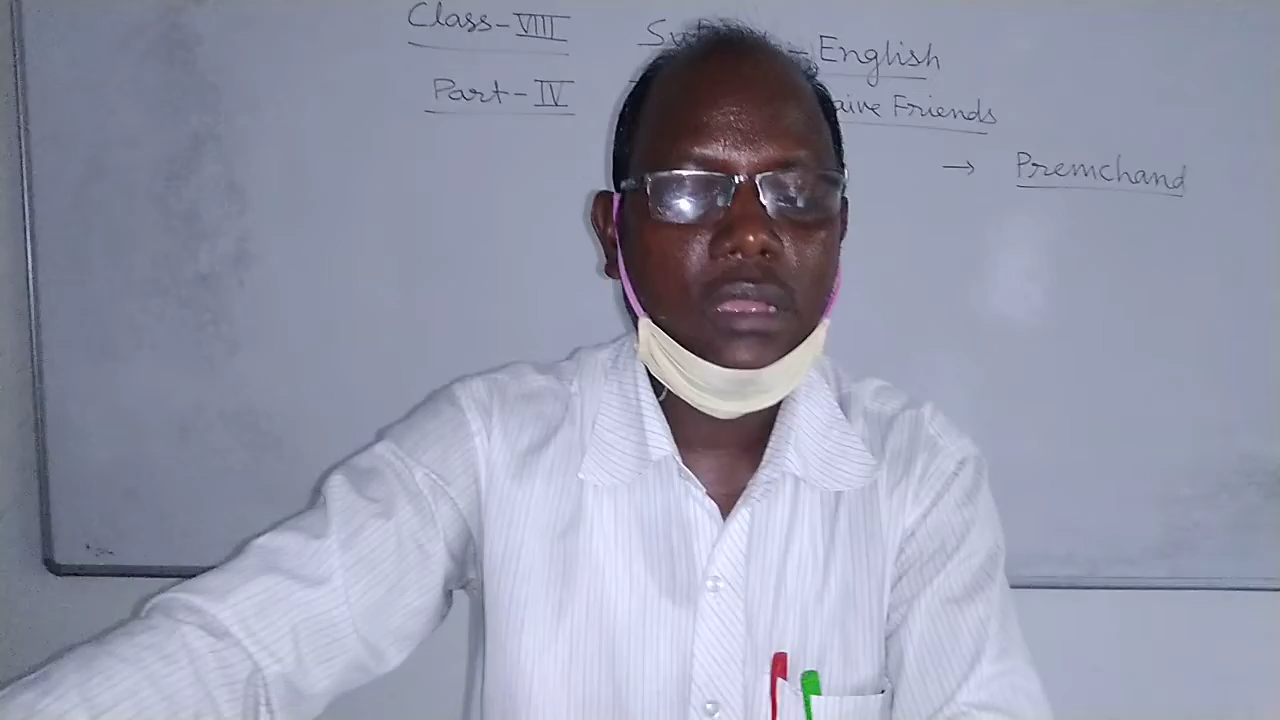 Class-VIII – English
Part-IV Friends
→ Premchand